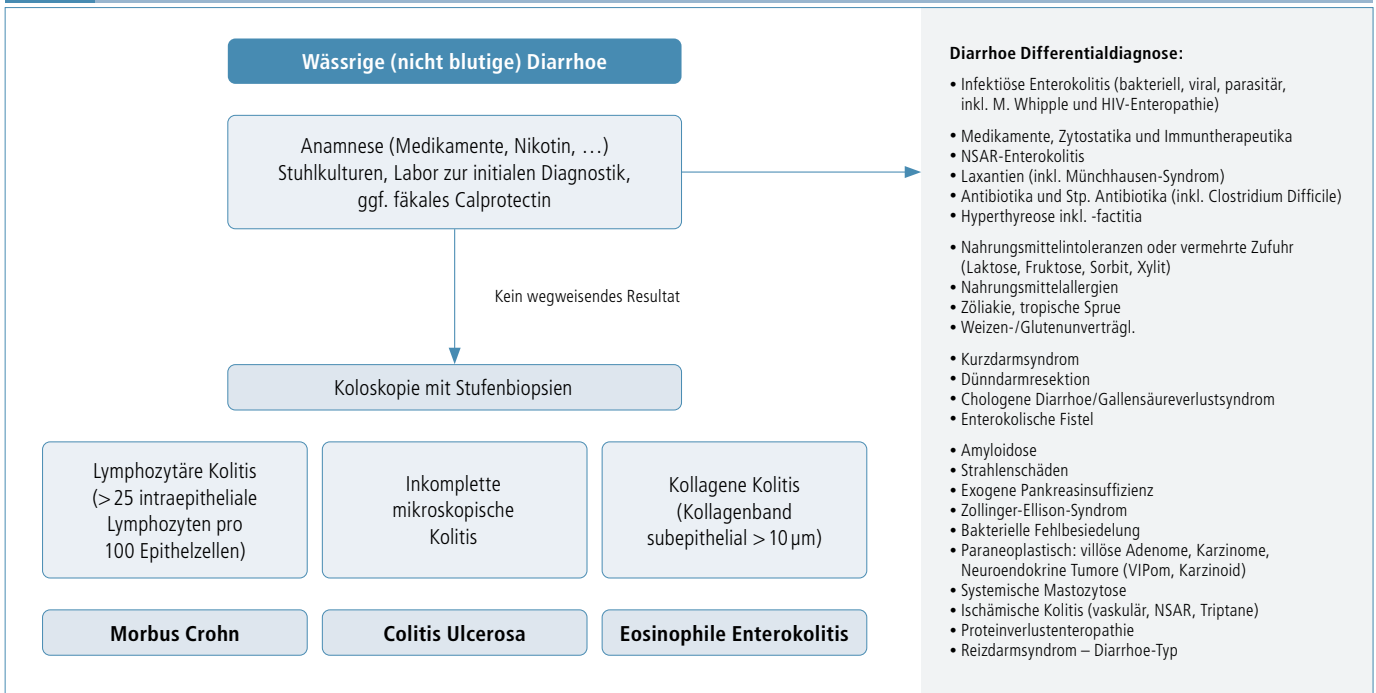 Wässrige (nicht blutige) Diarrhoe
Anamnese (Medikamente, Nikotin, …)
Stuhlkulturen, Labor zur initialen Diagnostik,
ggf. fäkales Calprotectin
Kein wegweisendes Resultat
Koloskopie mit Stufenbiopsien
Lymphozytäre Kolitis
(> 25 intraepitheliale
Lymphozyten pro
100 Epithelzellen)
Inkomplette
mikroskopische
Kolitis
Kollagene Kolitis
(Kollagenband
subepithelial > 10 µm)
Morbus Crohn
Colitis Ulcerosa
Eosinophile Enterokolitis
Diarrhoe Differentialdiagnose:
• Infektiöse Enterokolitis (bakteriell, viral, parasitär,
inkl. M. Whipple und HIV-Enteropathie)
• Medikamente, Zytostatika und Immuntherapeutika
• NSAR-Enterokolitis
• Laxantien (inkl. Münchhausen-Syndrom)
• Antibiotika und Stp. Antibiotika (inkl. Clostridium Difficile)
• Hyperthyreose inkl. -factitia
• Nahrungsmittelintoleranzen oder vermehrte Zufuhr
(Laktose, Fruktose, Sorbit, Xylit)
• Nahrungsmittelallergien
• Zöliakie, tropische Sprue
• Weizen-/Glutenunverträgl.
• Kurzdarmsyndrom
• Dünndarmresektion
• Chologene Diarrhoe/Gallensäureverlustsyndrom
• Enterokolische Fistel
• Amyloidose
• Strahlenschäden
• Exogene Pankreasinsuffizienz
• Zollinger-Ellison-Syndrom
• Bakterielle Fehlbesiedelung
• Paraneoplastisch: villöse Adenome, Karzinome,
Neuroendokrine Tumore (VIPom, Karzinoid)
• Systemische Mastozytose
• Ischämische Kolitis (vaskulär, NSAR, Triptane)
• Proteinverlustenteropathie
• Reizdarmsyndrom – Diarrhoe-Typ